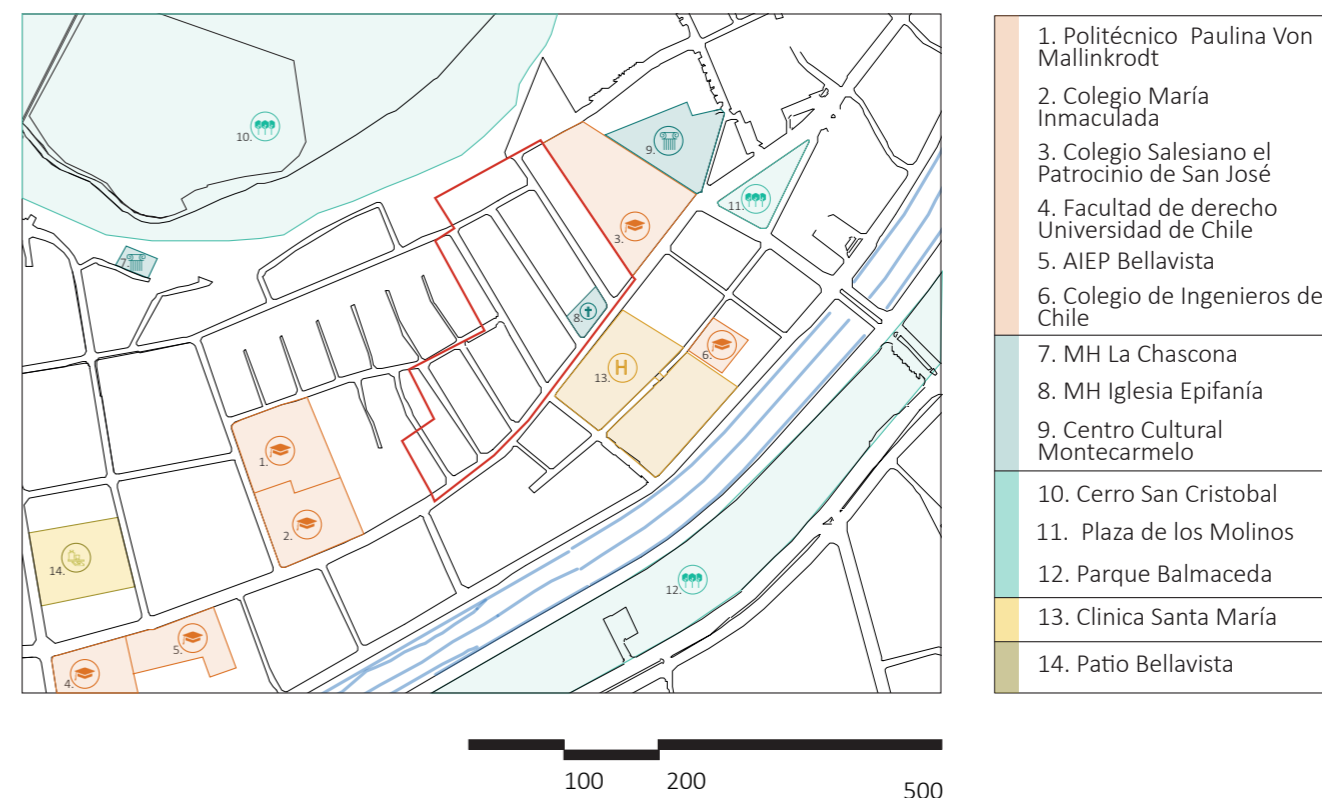 10.
9.
11.
3.
7.
8.
6.
H
13.
1.
2.
12.
14.
5.
4.
1. Politécnico  Paulina Von
Mallinkrodt
2. Colegio María
Inmaculada
3. Colegio Salesiano el
Patrocinio de San José
4. Facultad de derecho
Universidad de Chile
5. AIEP Bellavista
6. Colegio de Ingenieros de
Chile
7. MH La Chascona
8. MH Iglesia Epifanía
9. Centro Cultural
Montecarmelo
10. Cerro San Cristobal
11.  Plaza de los Molinos
12. Parque Balmaceda
13. Clinica Santa María
14. Patio Bellavista
100 200 500